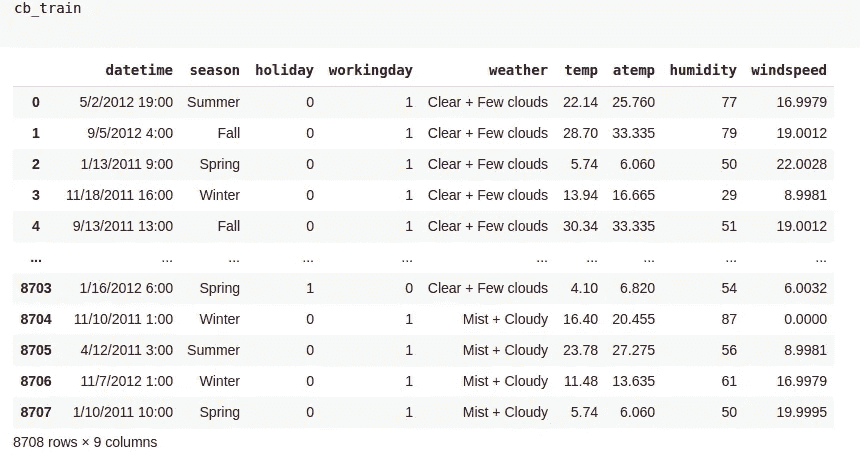 cb_train
datetime season holiday workingday weather temp atemp humidity windspeed
0 5/2/2012 19:00 Summer 0 1 Clear + Few clouds 22.14 25.760 77 16.9979
1 9/5/2012 4:00 Fall 0 1 Clear + Few clouds 28.70 33.335 79 19.0012
2 1/13/2011 9:00 Spring 0 1 Clear + Few clouds 5.74 6.060 50 22.0028
3 11/18/2011 16:00 Winter 0 1 Clear + Few clouds 13.94 16.665 29 8.9981
4 9/13/2011 13:00 Fall 0 1 Clear + Few clouds 30.34 33.335 51 19.0012
... ... ... ... ... ... ... ... ... ...
8703 1/16/2012 6:00 Spring 1 0 Clear + Few clouds 4.10 6.820 54 6.0032
8704 11/10/2011 1:00 Winter 0 1 Mist + Cloudy 16.40 20.455 87 0.0000
8705 4/12/2011 3:00 Summer 0 1 Mist + Cloudy 23.78 27.275 56 8.9981
8706 11/7/2012 1:00 Winter 0 1 Mist + Cloudy 11.48 13.635 61 16.9979
8707 1/10/2011 10:00 Spring 0 1 Mist + Cloudy 5.74 6.060 50 19.9995
8708 rows × 9 columns